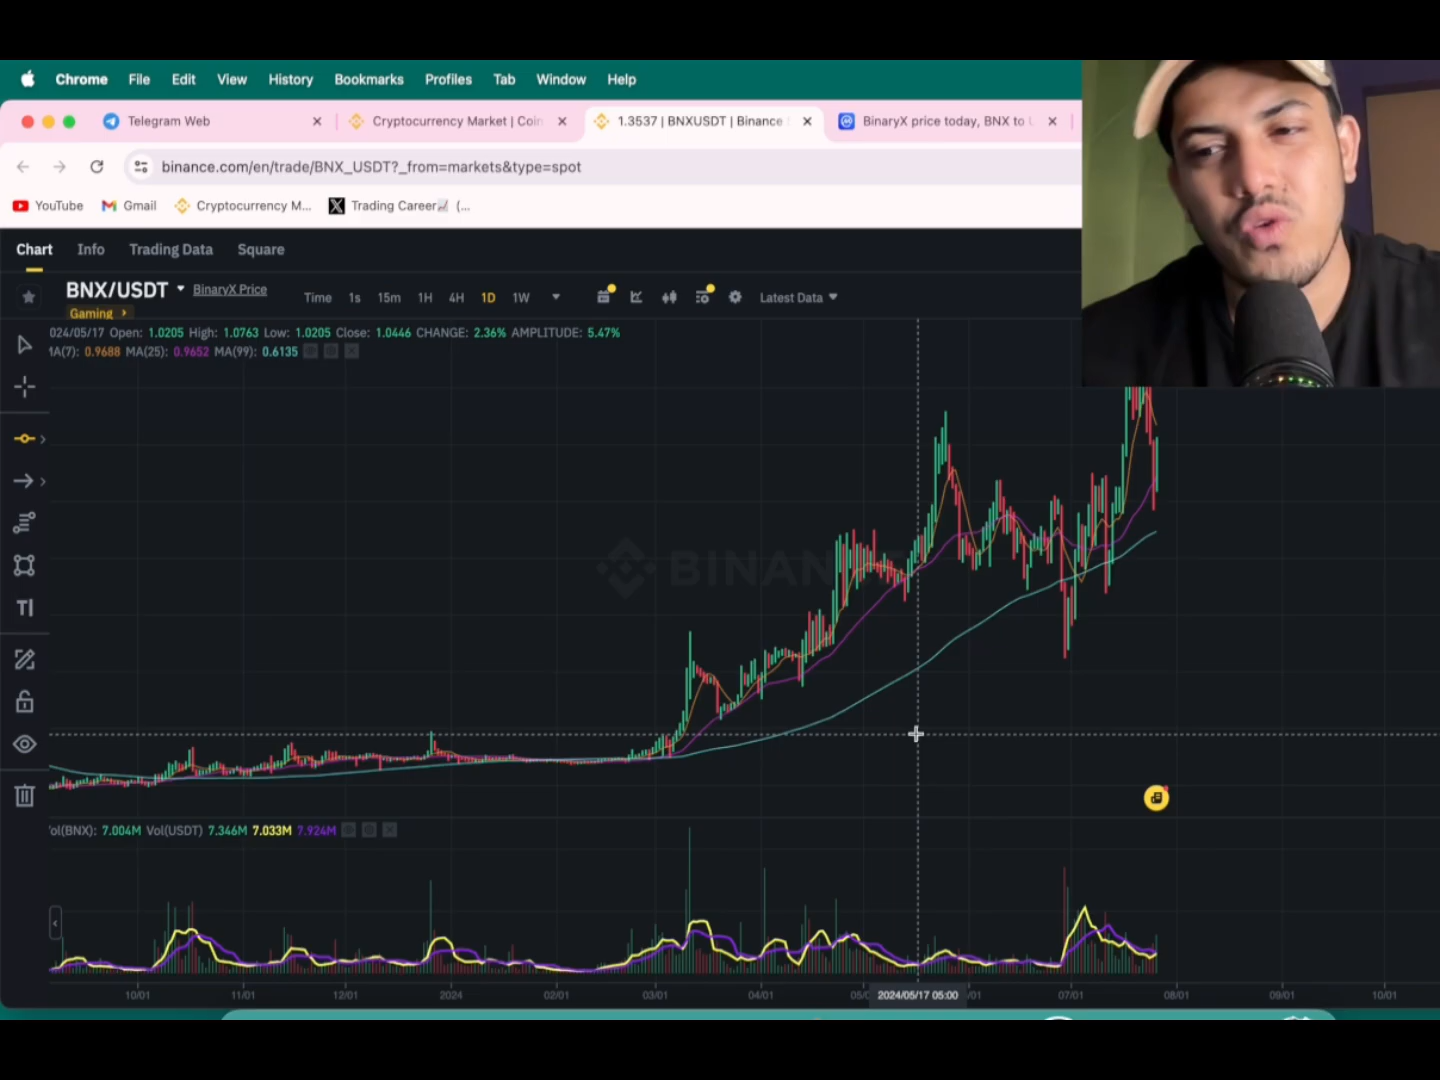 Chrome File Edit View History Bookmarks Profiles Tab Window Help
Telegram Web
Cryptocurrency Market | Coin
1.3537 | BNXUSDT | Binance
BinaryX price today, BNX to U
binance.com/en/trade/BNX_USDT?_from=markets&type=spot
YouTube Gmail Cryptocurrency M... Trading Career (...
Chart Info Trading Data Square
BNX/USDT BinaryX Price Time 1s 15m 1H 4H 1D 1W Latest Data
Gaming
024/05/17 Open: 1.0205 High: 1.0763 Low: 1.0205 Close: 1.0446 CHANGE: 2.36% AMPLITUDE: 5.47%
MA(7): 0.9688 MA(25): 0.9652 MA(99): 0.6135
BINAN
ol(BNX): 7.004M Vol(USDT) 7.346M 7.033M 7.924M
10/01 11/01 12/01 2024 02/01 03/01 04/01 05/ 2024/05/17 05:00 /01 07/01 08/01 09/01 10/01